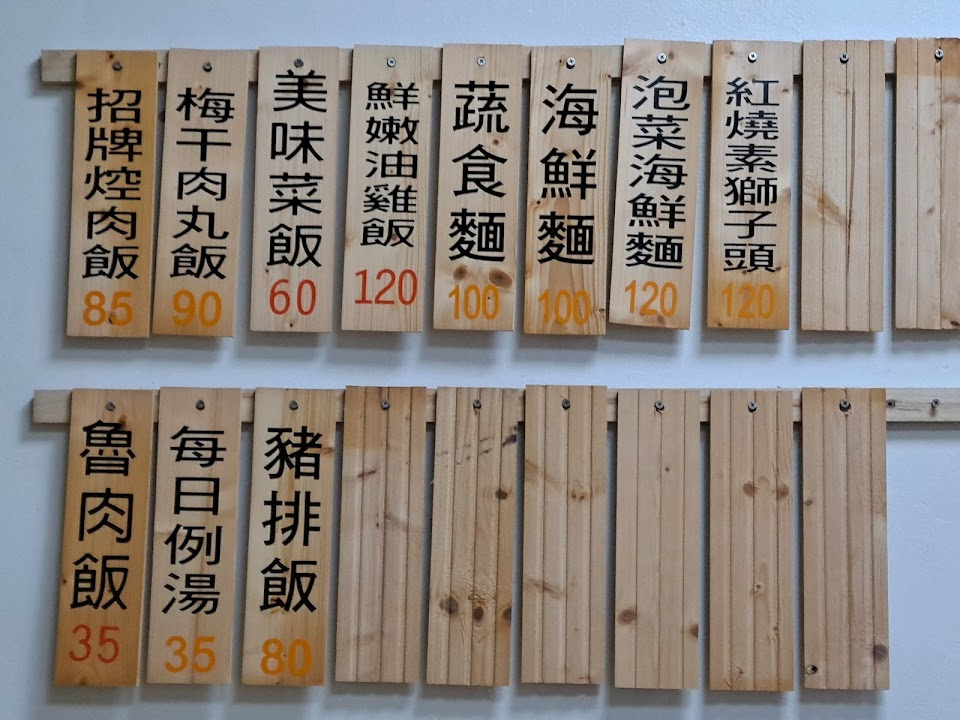 招牌焢肉飯
85
梅干肉丸飯
90
美味菜飯
60
鮮嫩油雞飯
120
蔬食麵
100
海鮮麵
100
泡菜海鮮麵
120
紅燒素獅子頭
120
魯肉飯
35
每日例湯
35
豬排飯
80